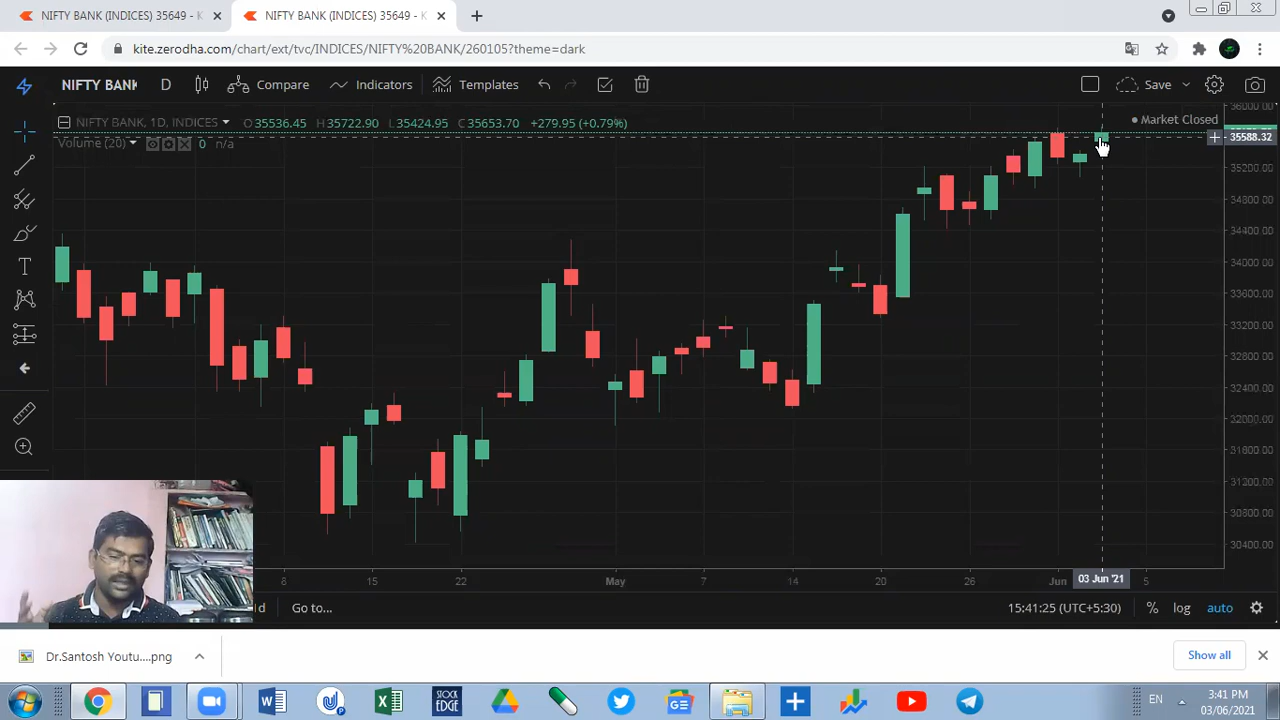 NIFTY BANK (INDICES) 35649 - K
NIFTY BANK (INDICES) 35649 - K
kite.zerodha.com/chart/ext/tvc/INDICES/NIFTY%20BANK/260105?theme=dark
NIFTY BANK D Compare Indicators Templates Save
NIFTY BANK, 1D, INDICES O35536.45 H35722.90 L35424.95 C35653.70 +279.95 (+0.79%)
Market Closed
Volume (20) 0 n/a
36000.00
35588.32
35200.00
34800.00
34400.00
34000.00
33600.00
33200.00
32800.00
32400.00
32000.00
31600.00
31200.00
30800.00
30400.00
8 15 22 May 7 14 20 26 Jun 03 Jun '21 5
d Go to... 15:41:25 (UTC+5:30) % log auto
Dr.Santosh Youtu....png Show all
STOCK
EDGE
EN 3:41 PM
03/06/2021